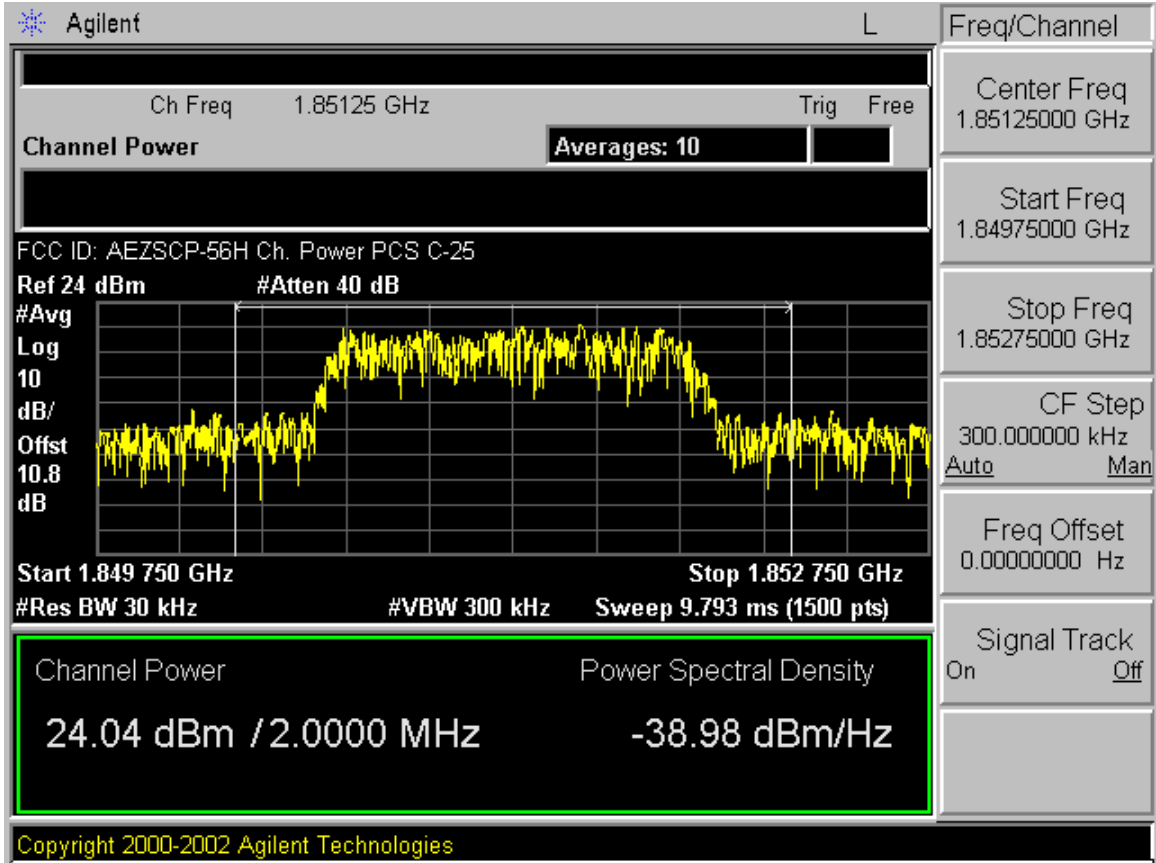 Agilent L
Freq/Channel
Ch Freq 1.85125 GHz Trig Free
Channel Power Averages: 10
FCC ID: AEZSCP-56H Ch. Power PCS C-25
Ref 24 dBm #Atten 40 dB
#Avg
Log
10
dB/
Offst
10.8
dB
Start 1.849 750 GHz Stop 1.852 750 GHz
#Res BW 30 kHz #VBW 300 kHz Sweep 9.793 ms (1500 pts)
Channel Power Power Spectral Density
24.04 dBm / 2.0000 MHz -38.98 dBm/Hz
Copyright 2000-2002 Agilent Technologies
Center Freq
1.85125000 GHz
Start Freq
1.84975000 GHz
Stop Freq
1.85275000 GHz
CF Step
300.000000 kHz
Auto Man
Freq Offset
0.00000000 Hz
Signal Track
On Off